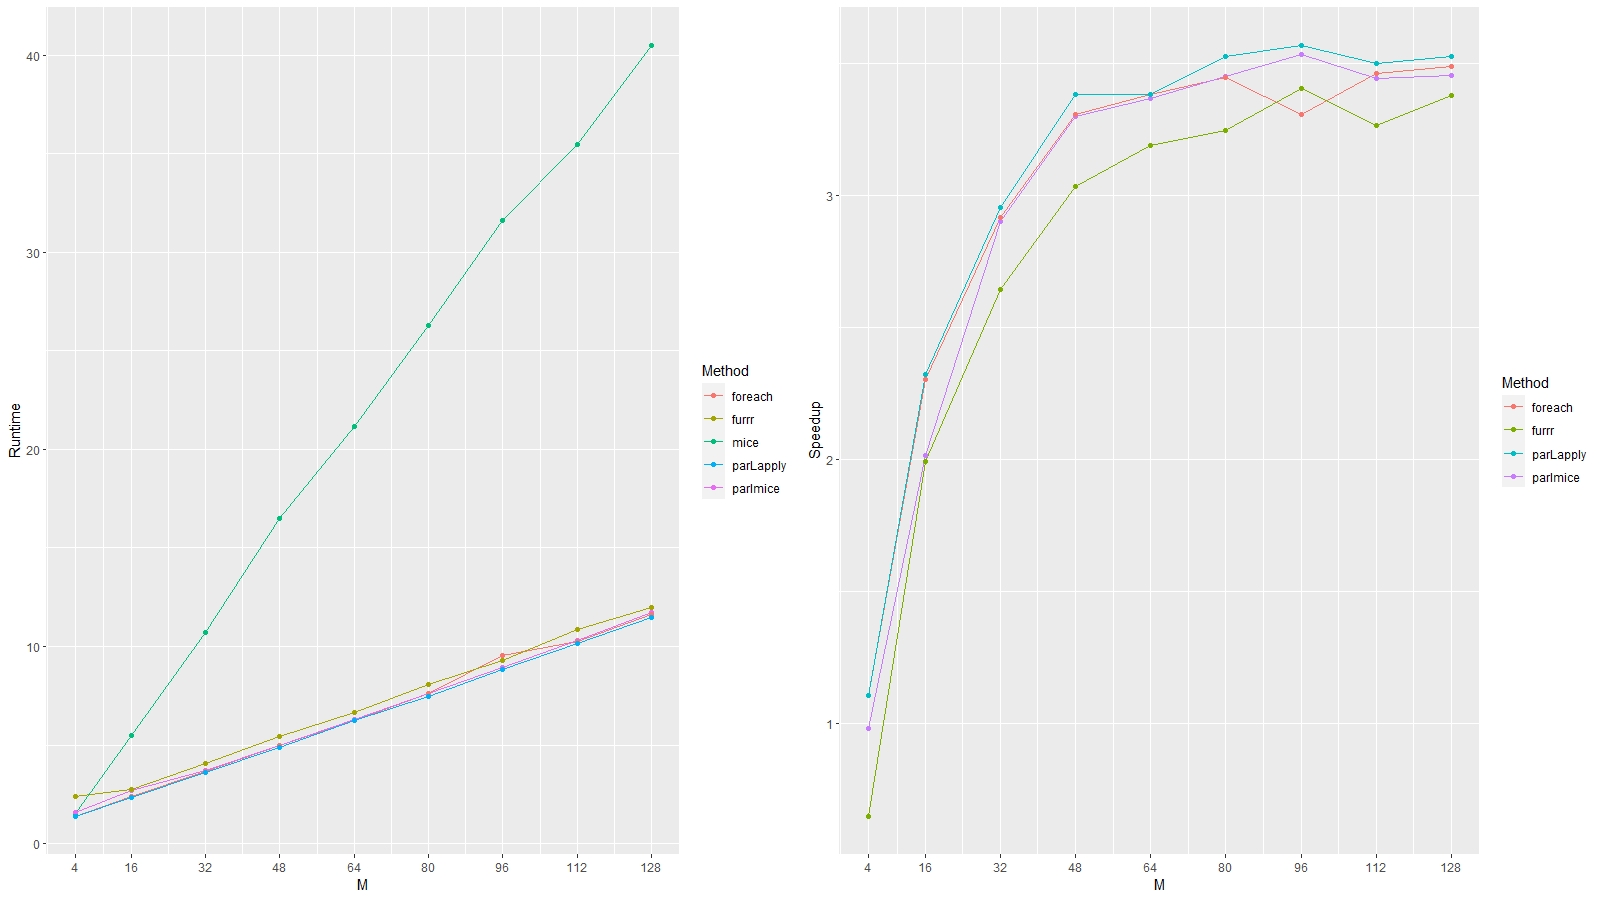 Runtime
40
30
20
10
0
4 16 32 48 64 80 96 112 128
M
Method
foreach
furrr
mice
parLapply
parlmice
Speedup
3
2
1
4 16 32 48 64 80 96 112 128
M
Method
foreach
furrr
parLapply
parlmice